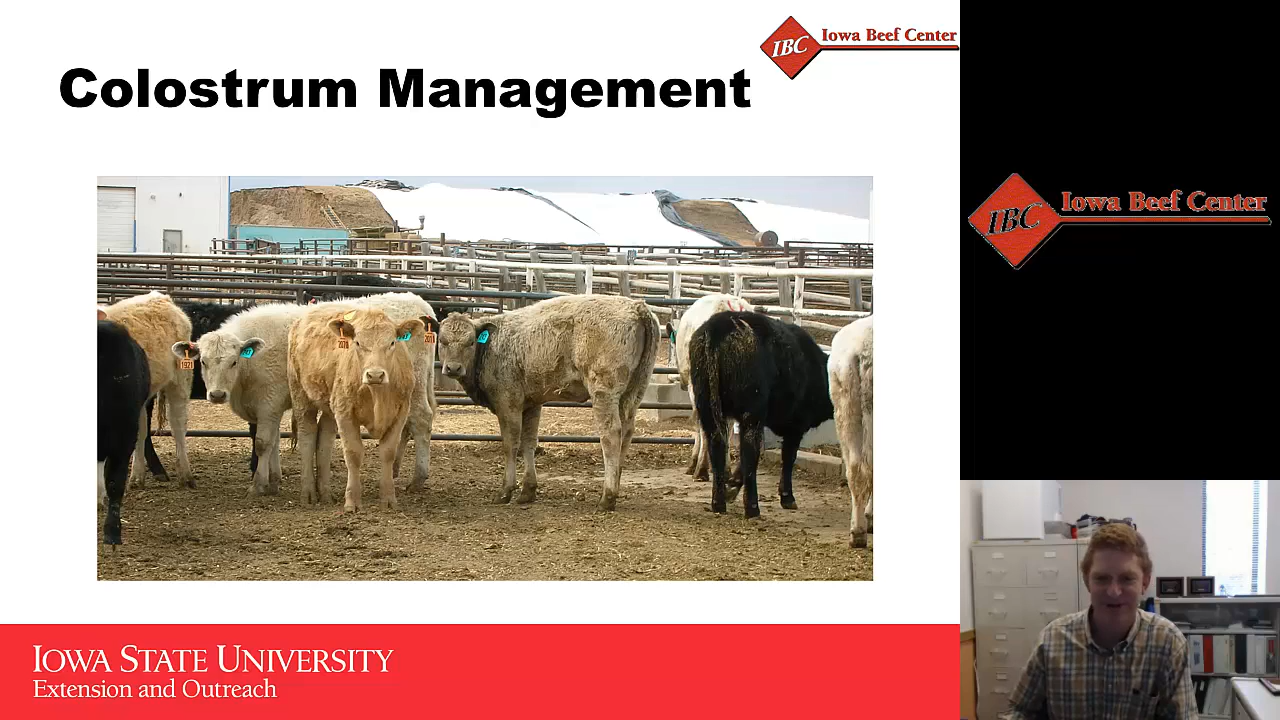 Colostrum Management
IBC Iowa Beef Center
IBC Iowa Beef Center
IOWA STATE UNIVERSITY
Extension and Outreach